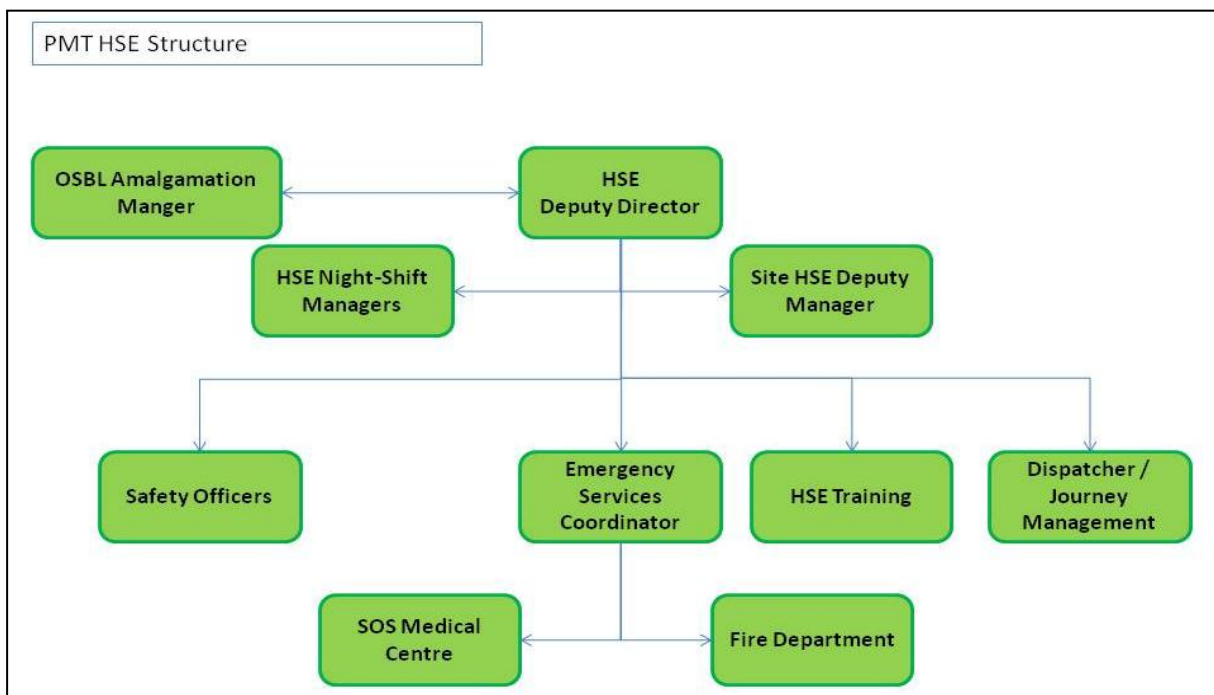 PMT HSE Structure
OSBL Amalgamation
Manger
HSE
Deputy Director
HSE Night-Shift
Managers
Site HSE Deputy
Manager
Safety Officers
Emergency
Services
Coordinator
HSE Training
Dispatcher /
Journey
Management
SOS Medical
Centre
Fire Department